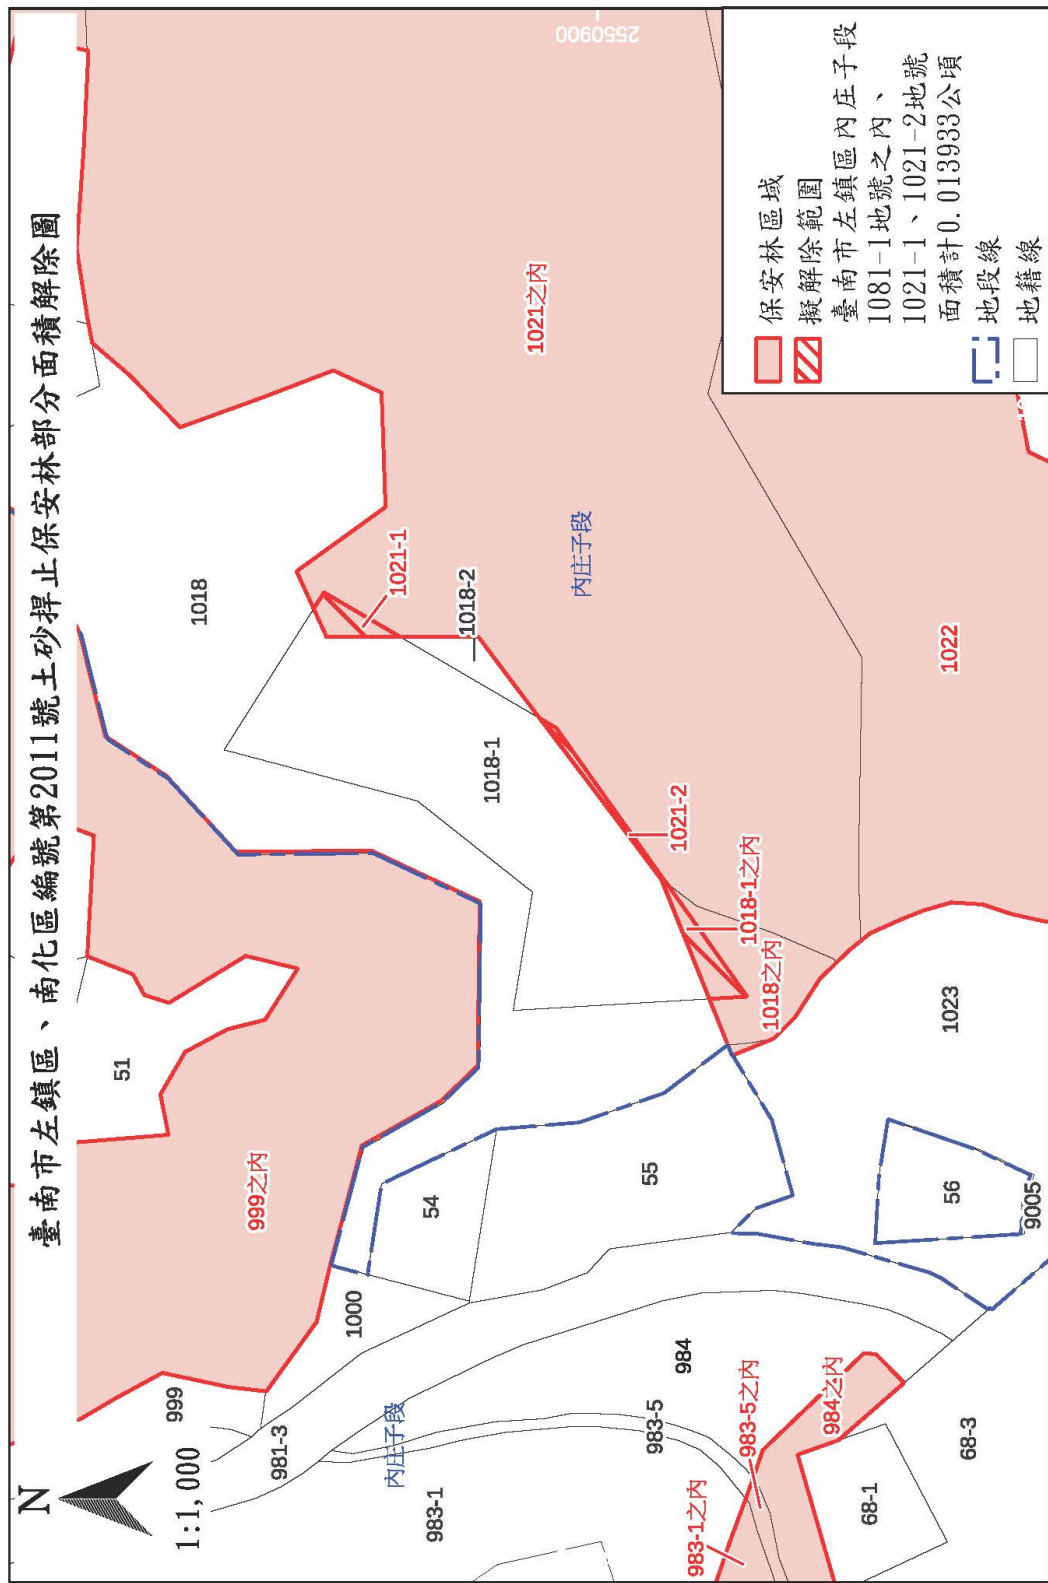 臺南市左鎮區、南化區編號第2011號土砂捍止保安林部分面積解除圖
N
1:1,000
2550900
999
981-3
983-1
內庄子段
1000
999之內
51
54
55
56
9005
984
983-5
983-5之內
983-1之內
984之內
68-1
68-3
1023
1018
1018-1
1018-2
1021-1
1021-2
1018-1之內
1018之內
1021之內
內庄子段
1022
保安林區域
擬解除範圍
臺南市左鎮區內庄子段
1081-1地號之內、
1021-1、1021-2地號
面積計0.013933公頃
地段線
地籍線